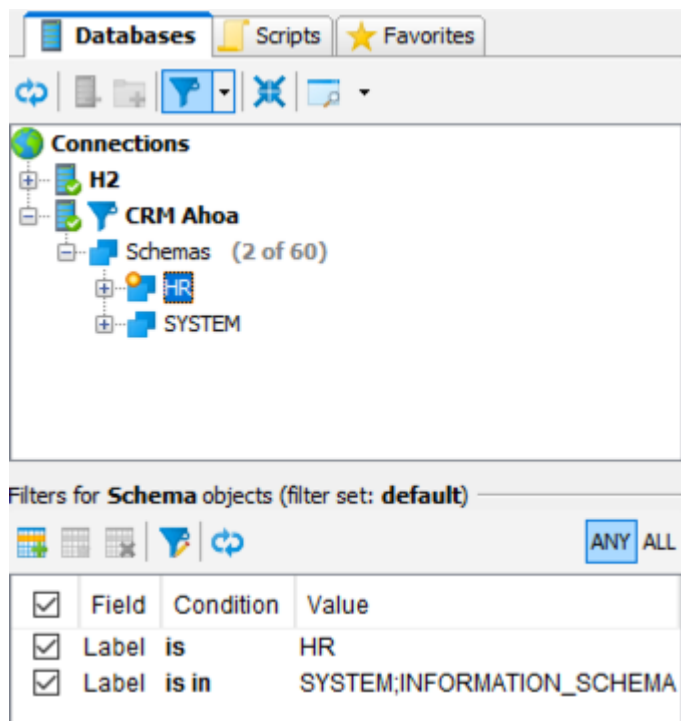 Databases Scripts Favorites
Connections
H2
CRM Ahoa
Schemas (2 of 60)
HR
SYSTEM
Filters for Schema objects (filter set: default)
ANY ALL
Field Condition Value
Label is HR
Label is in SYSTEM;INFORMATION_SCHEMA